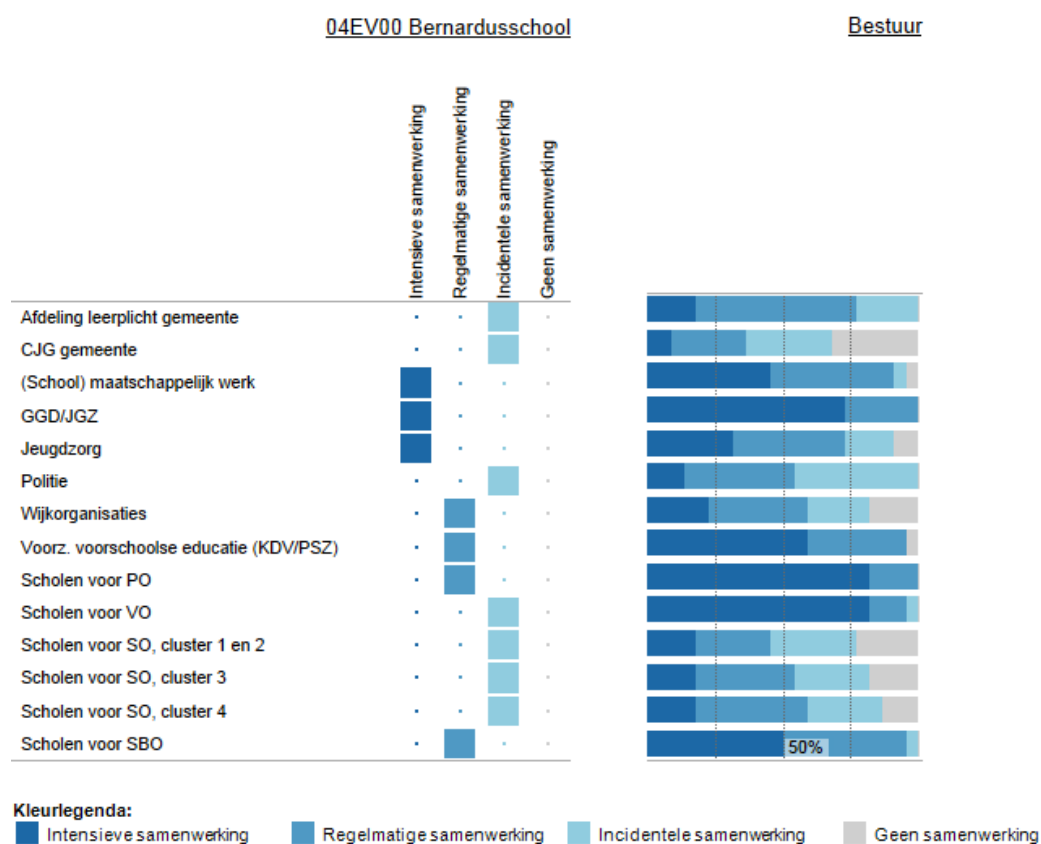 04EV00 Bernardusschool
Bestuur
Intensieve samenwerking
Regelmatige samenwerking
Incidentele samenwerking
Geen samenwerking
Afdeling leerplicht gemeente
CJG gemeente
(School) maatschappelijk werk
GGD/JGZ
Jeugdzorg
Politie
Wijkorganisaties
Voorz. voorschoolse educatie (KDV/PSZ)
Scholen voor PO
Scholen voor VO
Scholen voor SO, cluster 1 en 2
Scholen voor SO, cluster 3
Scholen voor SO, cluster 4
Scholen voor SBO
50%
Kleurlegenda:
Intensieve samenwerking
Regelmatige samenwerking
Incidentele samenwerking
Geen samenwerking